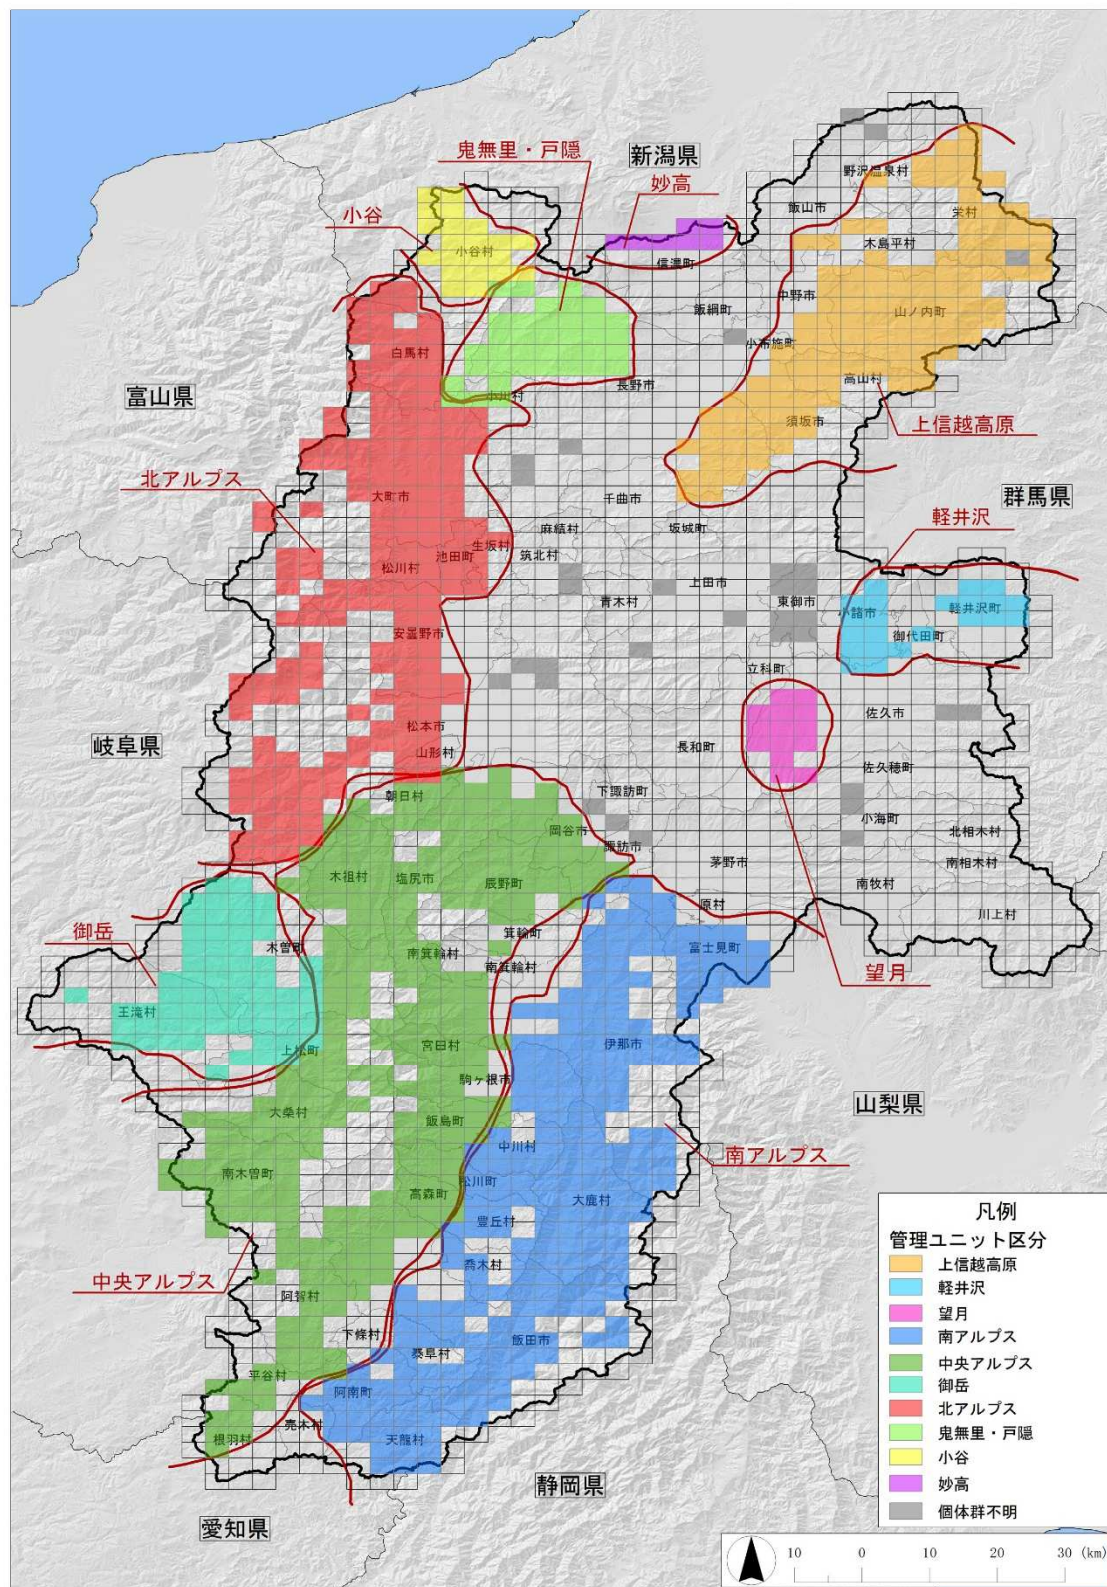 鬼無里・戸隠
新潟県
妙高
小谷
小谷村
信濃町
野沢温泉村
飯山市
栄村
木島平村
中野市
飯綱町
山ノ内町
小布施町
白馬村
長野市
高山村
小川村
富山県
須坂市
上信越高原
北アルプス
大町市
千曲市
群馬県
麻績村
坂城町
軽井沢
生坂村
池田町
筑北村
松川村
上田市
青木村
東御市
小諸市
軽井沢町
安曇野市
御代田町
立科町
岐阜県
松本市
佐久市
山形村
長和町
佐久穂町
朝日村
下諏訪町
小海町
岡谷市
北相木村
諏訪市
茅野市
南相木村
木祖村
塩尻市
辰野町
南牧村
原村
川上村
御岳
木曽町
箕輪町
南箕輪村
富士見町
南箕輪村
望月
王滝村
上松町
宮田村
伊那市
駒ヶ根市
大桑村
飯島町
山梨県
中川村
南アルプス
南木曽町
高森町
松川町
大鹿村
豊丘村
喬木村
中央アルプス
阿智村
下條村
泰阜村
飯田市
平谷村
阿南町
売木村
根羽村
天龍村
静岡県
愛知県
凡例
管理ユニット区分
上信越高原
軽井沢
望月
南アルプス
中央アルプス
御岳
北アルプス
鬼無里・戸隠
小谷
妙高
個体群不明
10 0 10 20 30 (km)